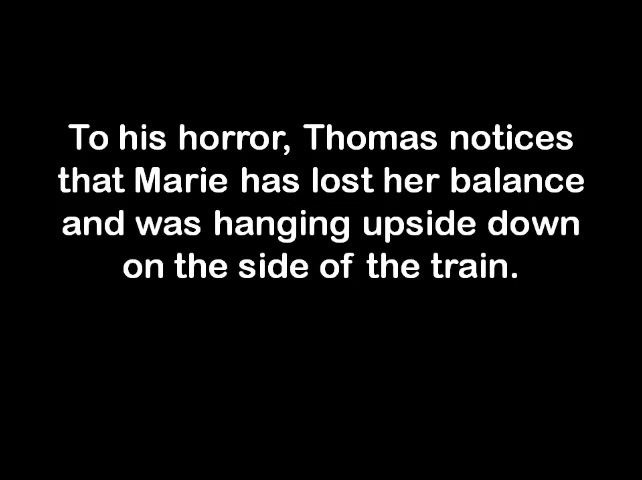 To his horror, Thomas notices
that Marie has lost her balance
and was hanging upside down
on the side of the train.